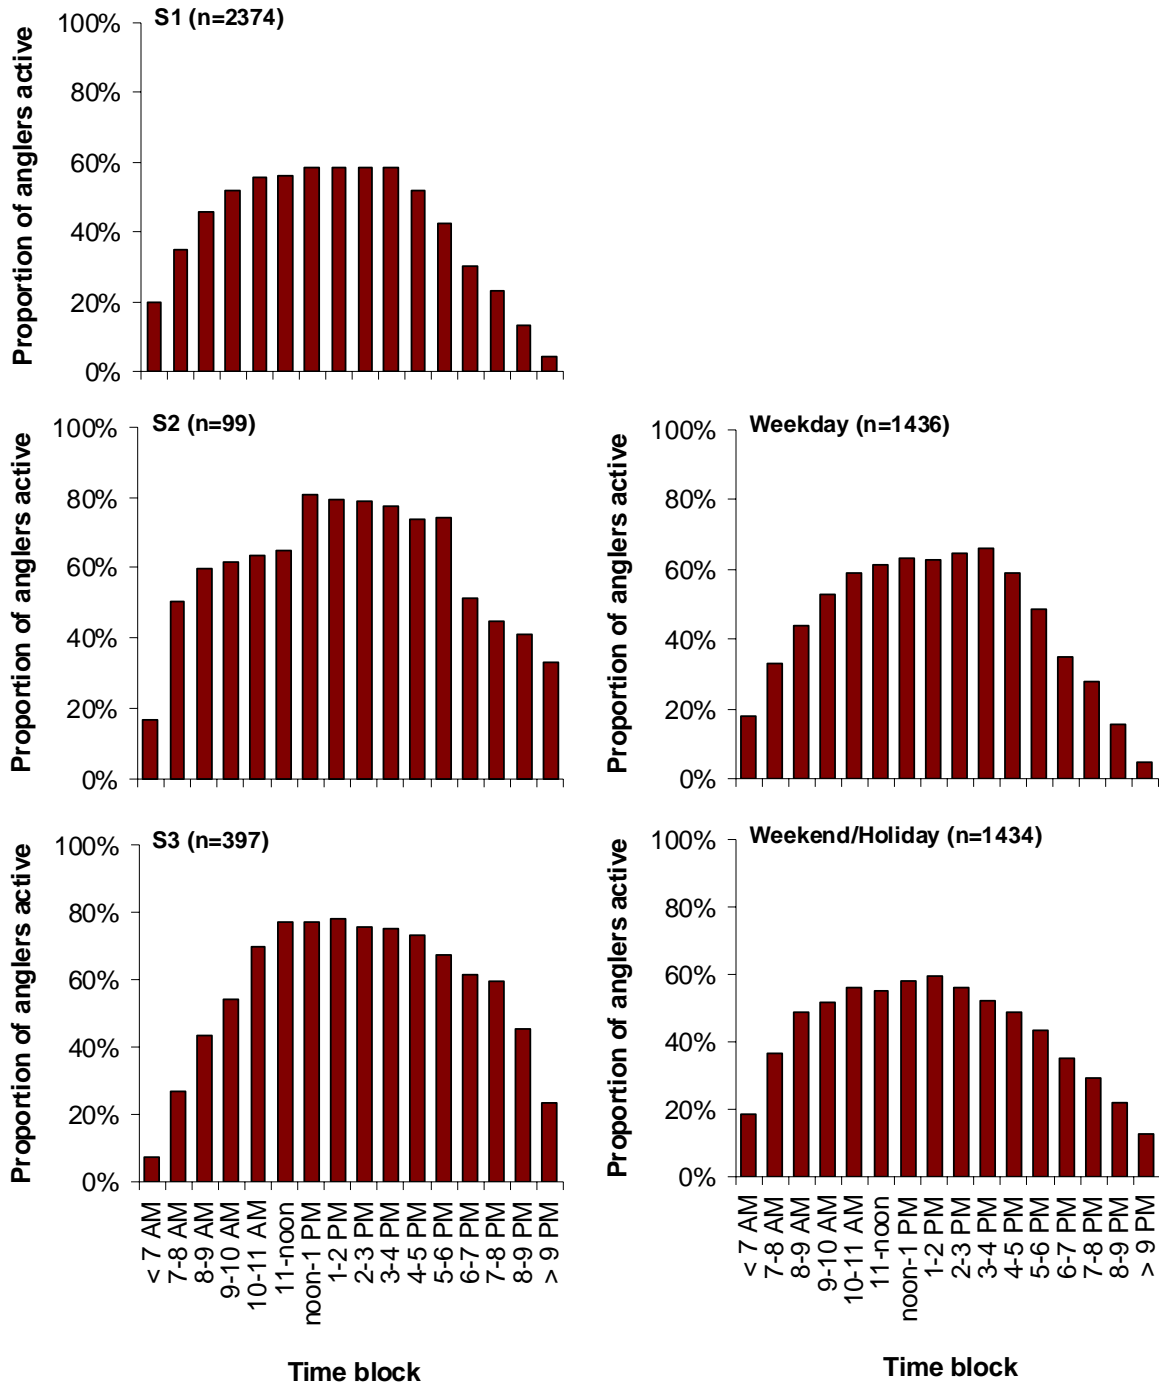 S1 (n=2374)
Proportion of anglers active
100%
80%
60%
40%
20%
0%
S2 (n=99)
Proportion of anglers active
100%
80%
60%
40%
20%
0%
Weekday (n=1436)
Proportion of anglers active
100%
80%
60%
40%
20%
0%
S3 (n=397)
Proportion of anglers active
100%
80%
60%
40%
20%
0%
< 7 AM
7-8 AM
8-9 AM
9-10 AM
10-11 AM
11-noon
noon-1 PM
1-2 PM
2-3 PM
3-4 PM
4-5 PM
5-6 PM
6-7 PM
7-8 PM
8-9 PM
> 9 PM
Time block
Weekend/Holiday (n=1434)
Proportion of anglers active
100%
80%
60%
40%
20%
0%
< 7 AM
7-8 AM
8-9 AM
9-10 AM
10-11 AM
11-noon
noon-1 PM
1-2 PM
2-3 PM
3-4 PM
4-5 PM
5-6 PM
6-7 PM
7-8 PM
8-9 PM
> 9 PM
Time block